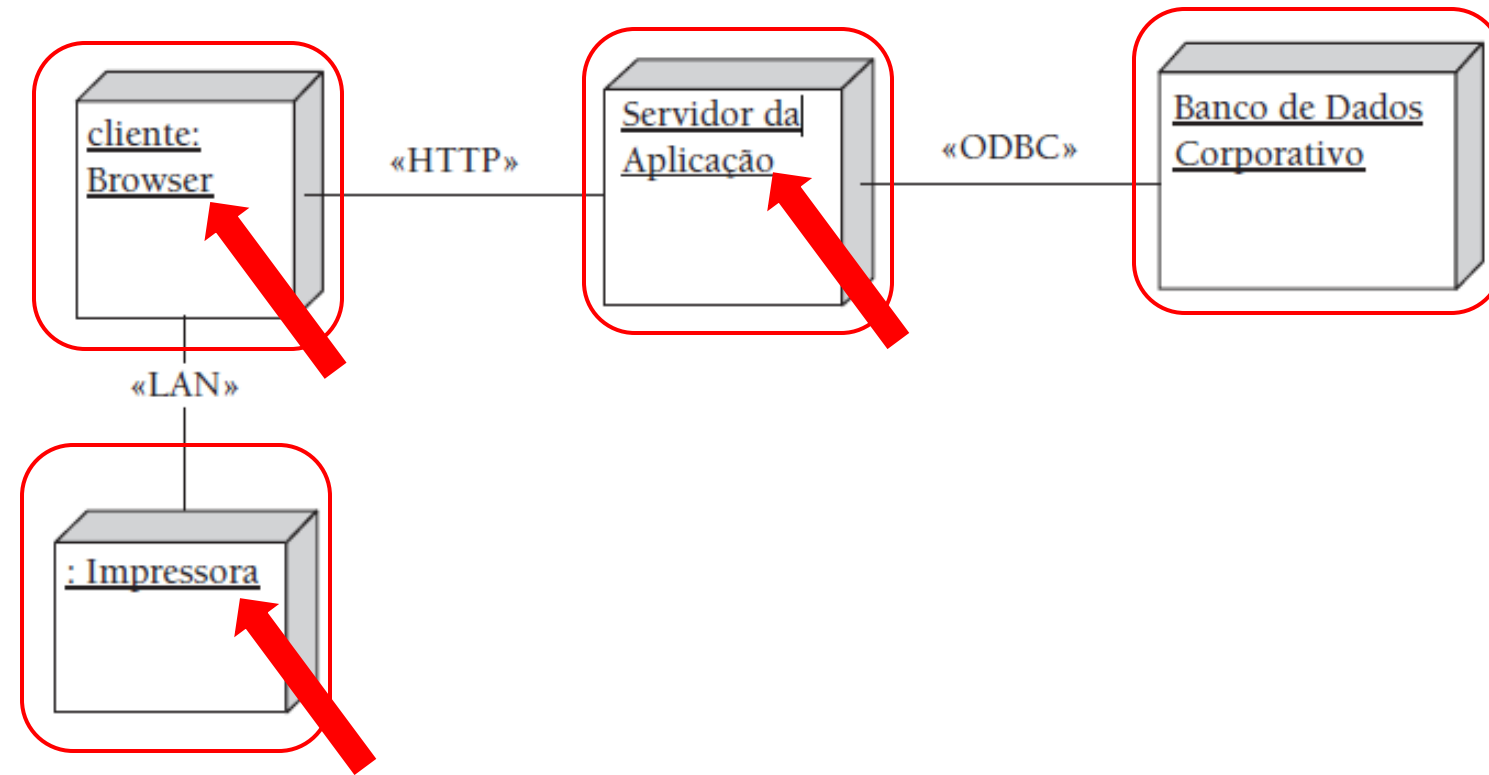 cliente:
Browser
«HTTP»
Servidor da
Aplicação
«ODBC»
Banco de Dados
Corporativo
«LAN»
: Impressora